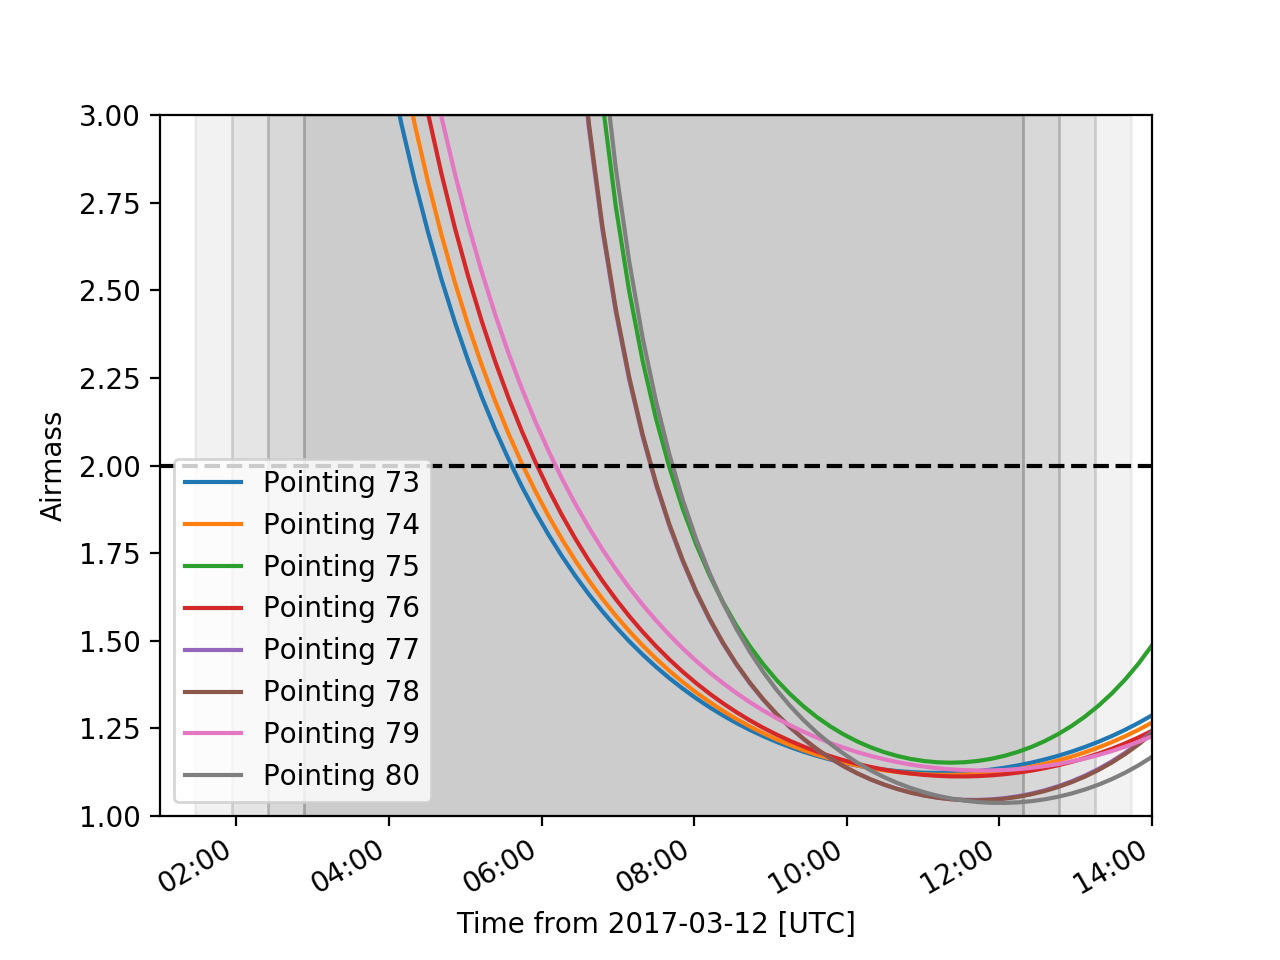 3.00
2.75
2.50
2.25
2.00
1.75
1.50
1.25
1.00
Airmass
Pointing 73
Pointing 74
Pointing 75
Pointing 76
Pointing 77
Pointing 78
Pointing 79
Pointing 80
02:00
04:00
06:00
08:00
10:00
12:00
14:00
Time from 2017-03-12 [UTC]